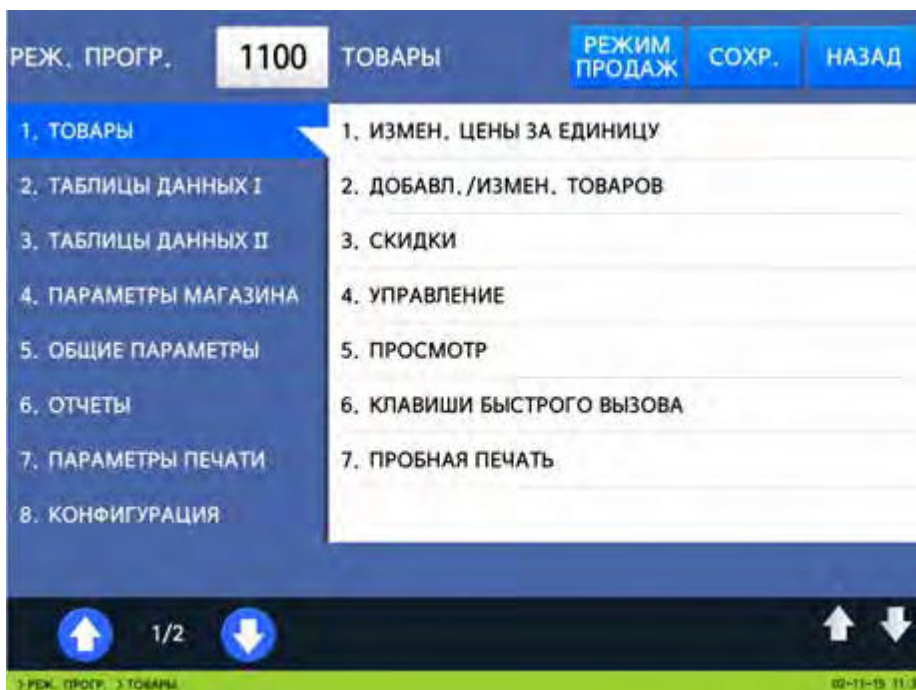 РЕЖ. ПРОГР. 1100 ТОВАРЫ РЕЖИМ ПРОДАЖ СОХР. НАЗАД
1. ТОВАРЫ
2. ТАБЛИЦЫ ДАННЫХ I
3. ТАБЛИЦЫ ДАННЫХ II
4. ПАРАМЕТРЫ МАГАЗИНА
5. ОБЩИЕ ПАРАМЕТРЫ
6. ОТЧЕТЫ
7. ПАРАМЕТРЫ ПЕЧАТИ
8. КОНФИГУРАЦИЯ
1. ИЗМЕН. ЦЕНЫ ЗА ЕДИНИЦУ
2. ДОБАВЛ./ИЗМЕН. ТОВАРОВ
3. СКИДКИ
4. УПРАВЛЕНИЕ
5. ПРОСМОТР
6. КЛАВИШИ БЫСТРОГО ВЫЗОВА
7. ПРОБНАЯ ПЕЧАТЬ
1/2
>РЕЖ. ПРОГР. >ТОВАРЫ